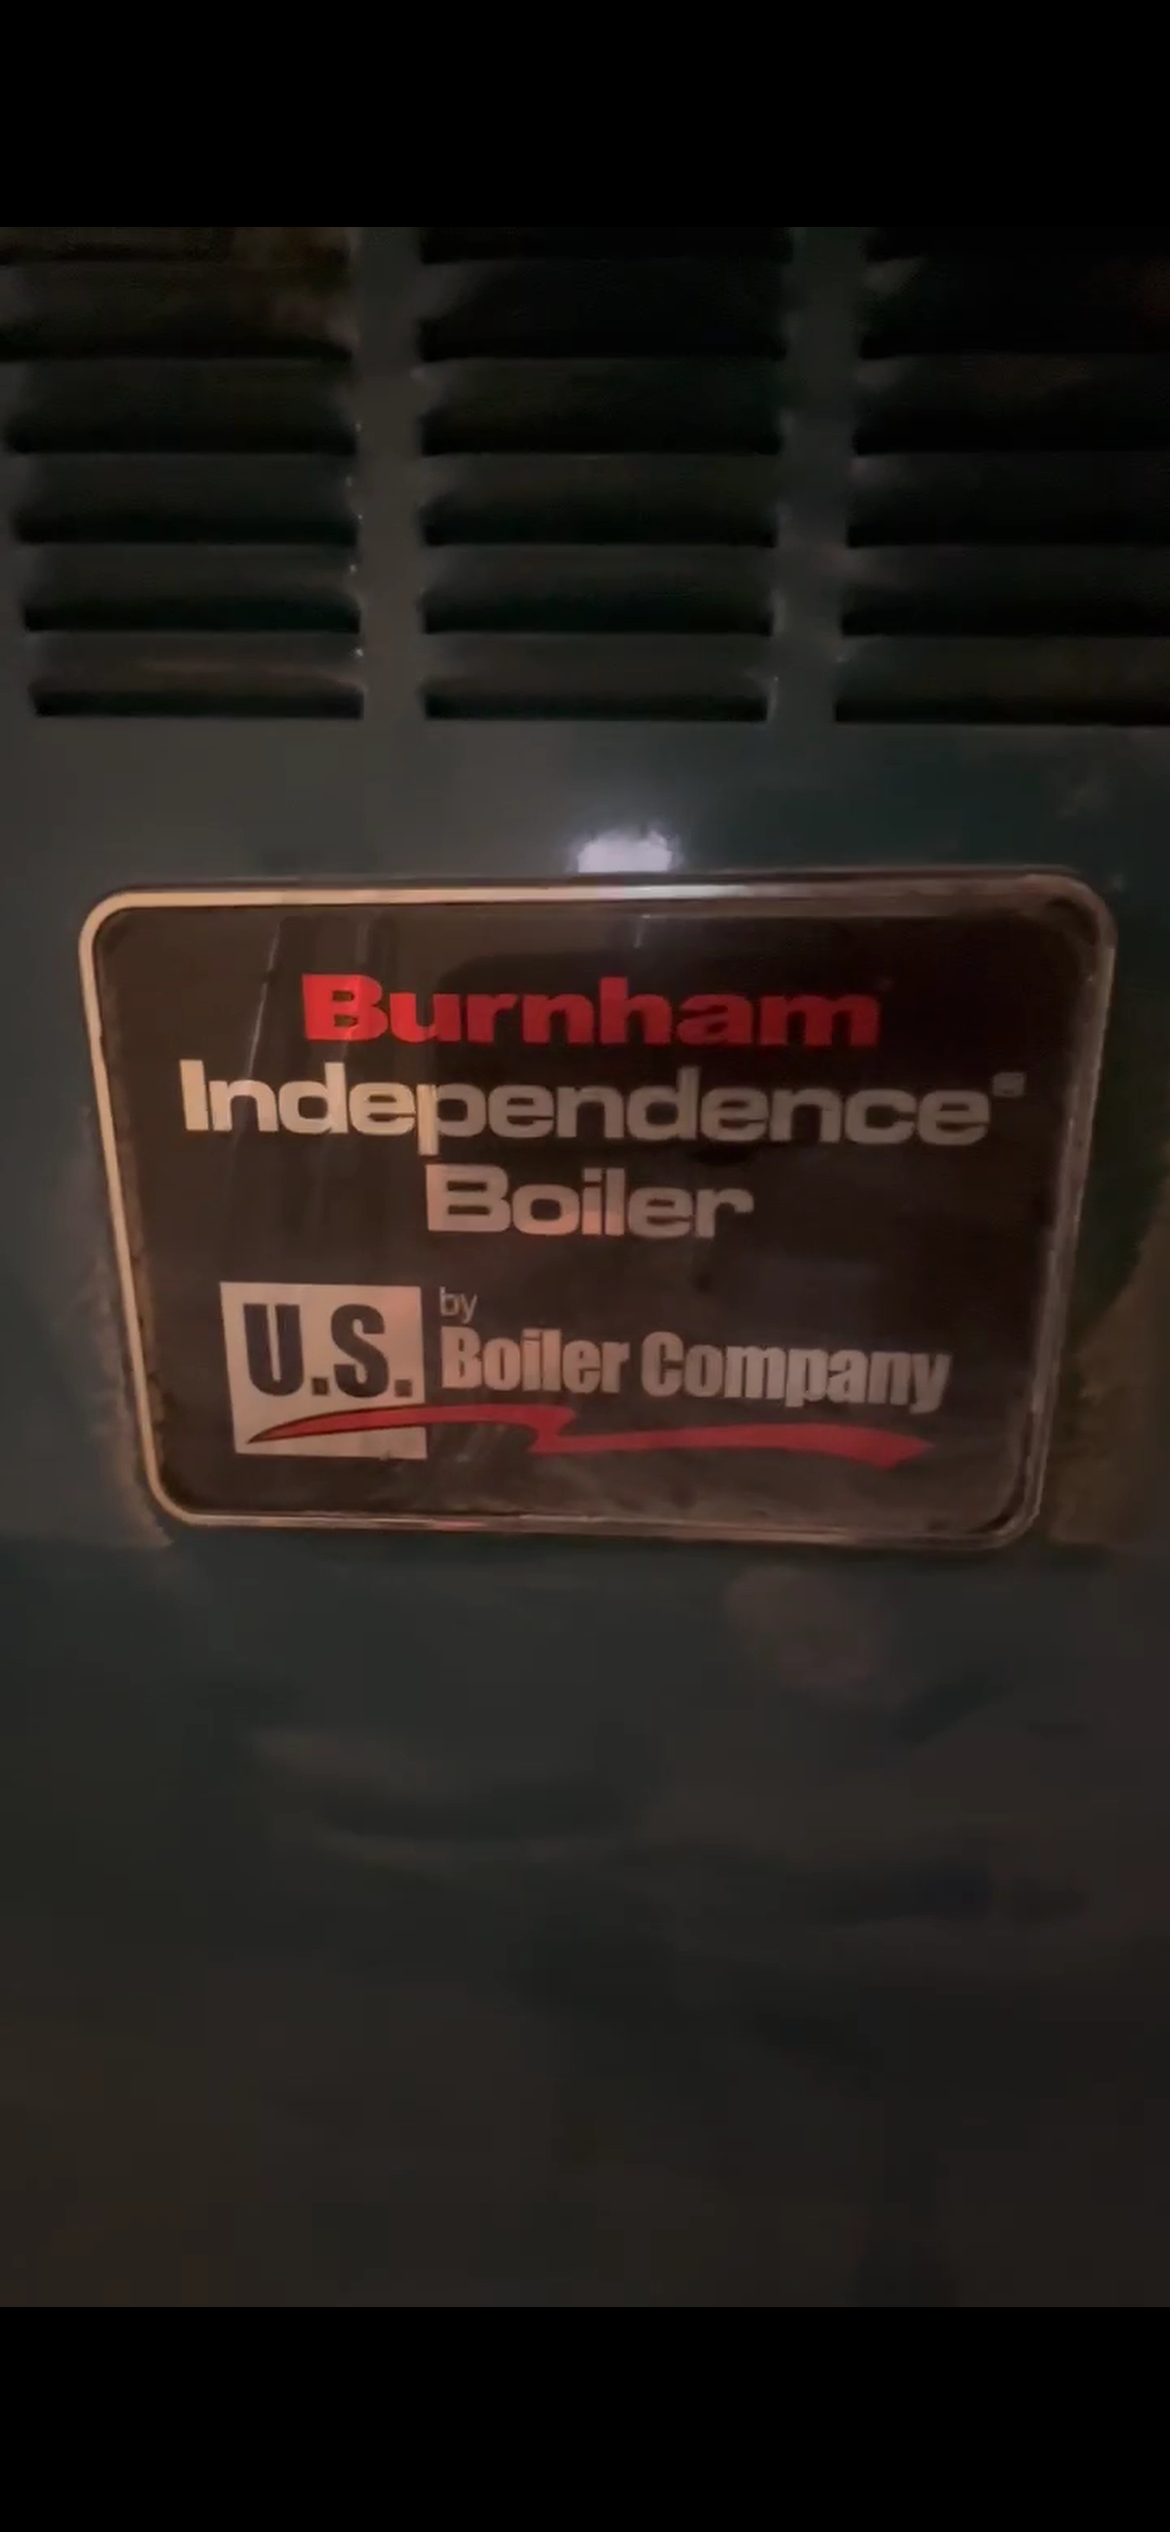 Burnham
Independence®
Boiler
by
U.S. Boiler Company